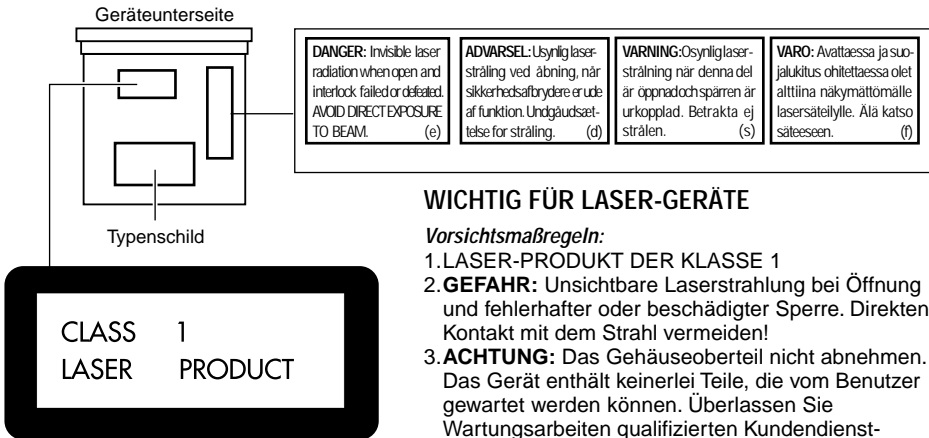 Geräteunterseite
DANGER: Invisible laser
radiation when open and
interlock failed or defeated.
AVOID DIRECT EXPOSURE
TO BEAM. (e)
ADVARSEL: Usynlig laser-
stråling ved åbning, når
sikkerhedsafbrydere er ude
af funktion. Undgåudsæt-
telse for stråling. (d)
VARNING: Osynlig laser-
strålning när denna del
är öppnad och spärren är
urkopplad. Betrakta ej
strålen. (s)
VARO: Avattaessa ja suo-
jalukitus ohitettaessa olet
alttiina näkymättömälle
lasersäteilylle. Älä katso
säteeseen. (f)
Typenschild
CLASS 1
LASER PRODUCT
WICHTIG FÜR LASER-GERÄTE
Vorsichtsmaßregeln:
1. LASER-PRODUKT DER KLASSE 1
2. GEFAHR: Unsichtbare Laserstrahlung bei Öffnung
und fehlerhafter oder beschädigter Sperre. Direkten
Kontakt mit dem Strahl vermeiden!
3. ACHTUNG: Das Gehäuseoberteil nicht abnehmen.
Das Gerät enthält keinerlei Teile, die vom Benutzer
gewartet werden können. Überlassen Sie
Wartungsarbeiten qualifizierten Kundendienst-